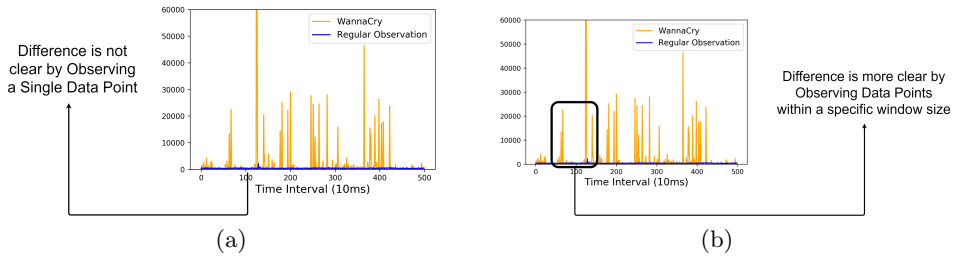 Difference is not
clear by Observing
a Single Data Point
60000
50000
40000
30000
20000
10000
0
WannaCry
Regular Observation
0 100 200 300 400 500
Time Interval (10ms)
(a)
60000
50000
40000
30000
20000
10000
0
WannaCry
Regular Observation
0 100 200 300 400 500
Time Interval (10ms)
Difference is more clear by
Observing Data Points
within a specific window size
(b)